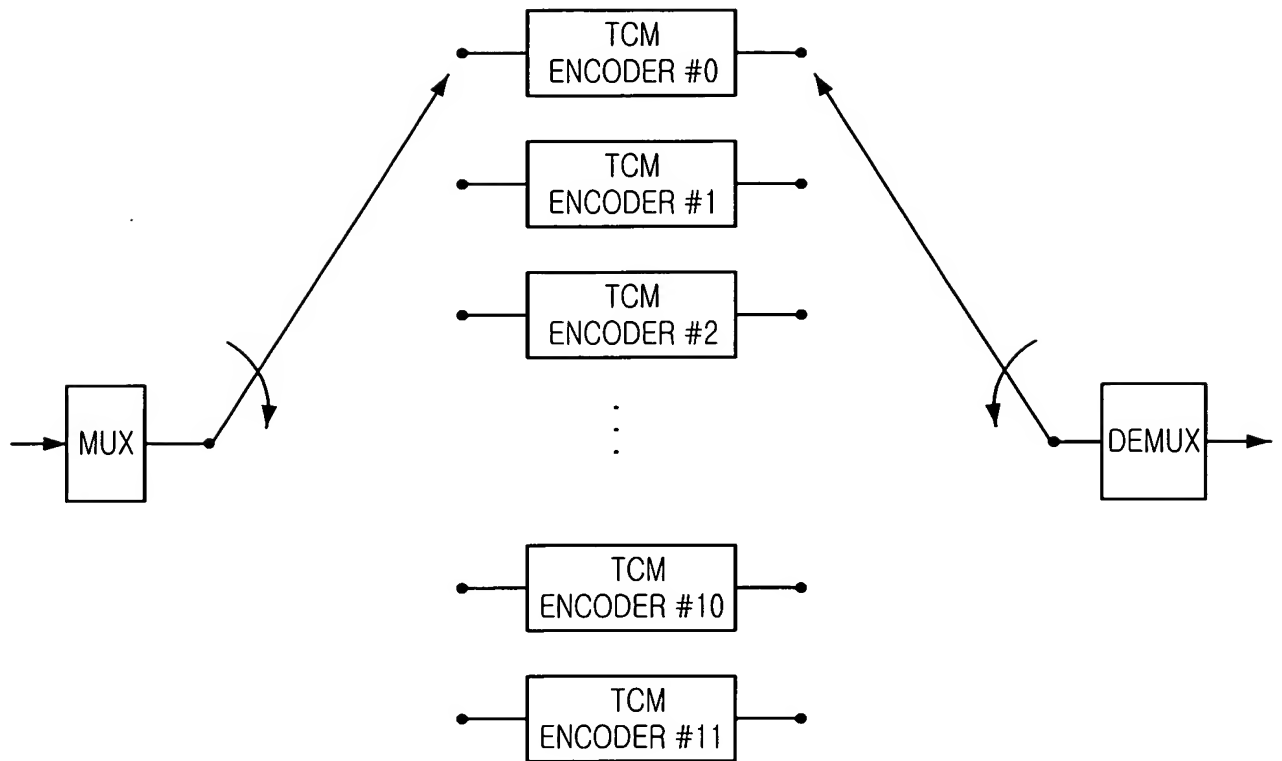 TCM
ENCODER #0
TCM
ENCODER #1
TCM
ENCODER #2
MUX
DEMUX
TCM
ENCODER #10
TCM
ENCODER #11